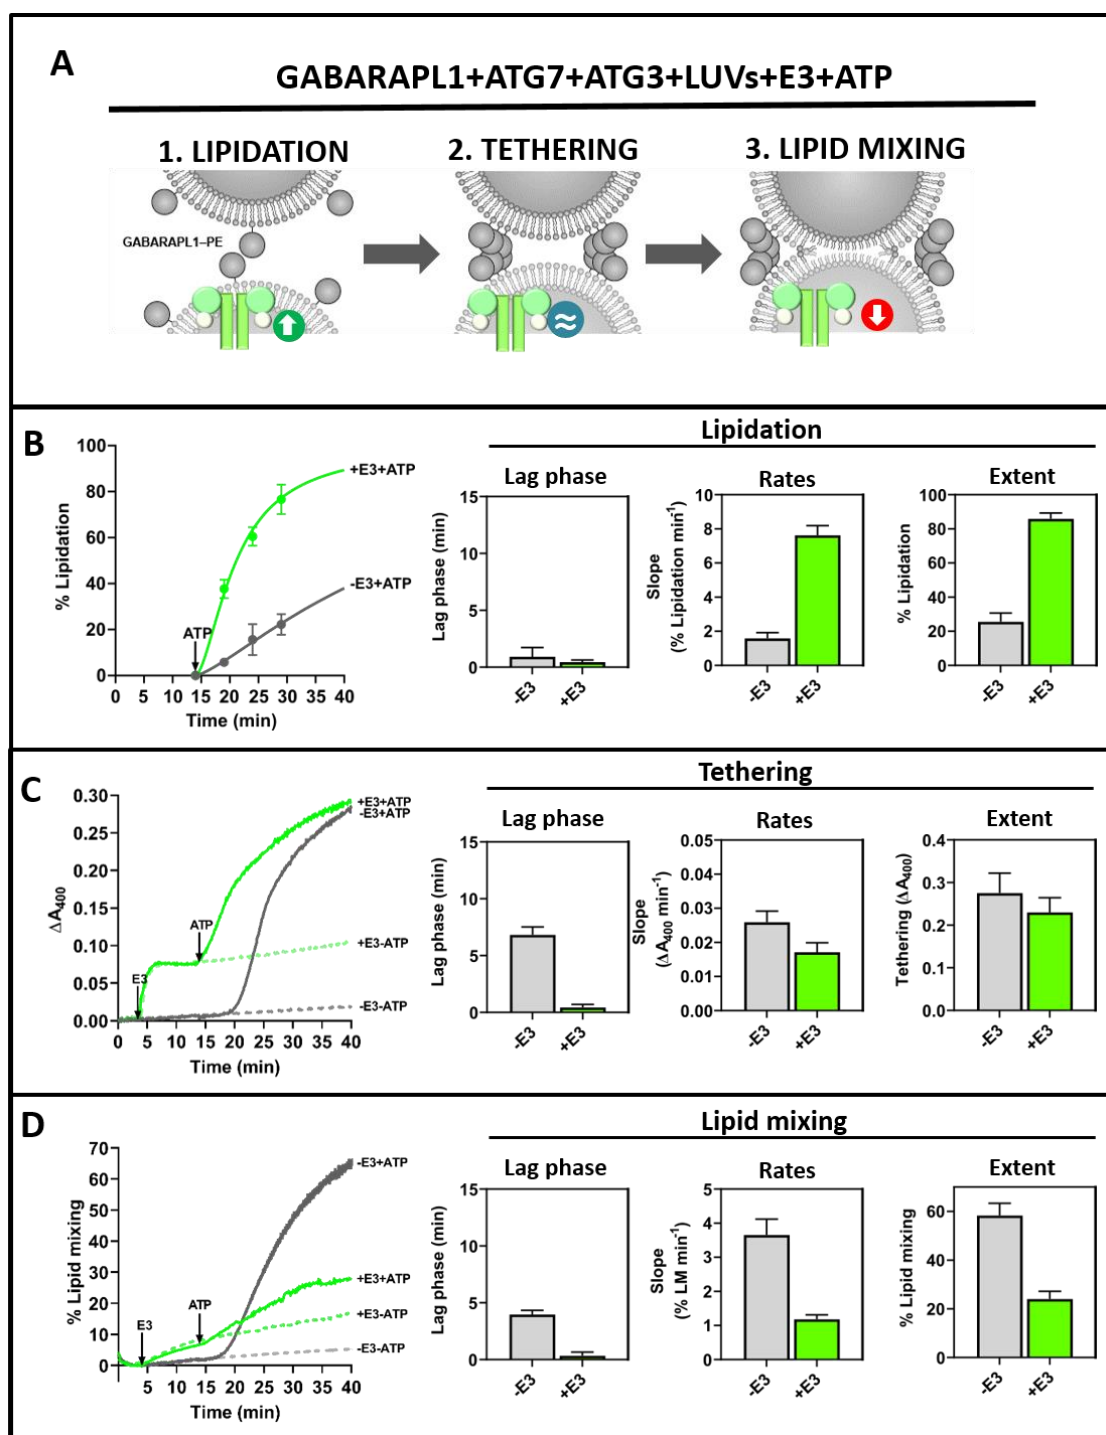 A
GABARAPL1+ATG7+ATG3+LUVs+E3+ATP
1. LIPIDATION
2. TETHERING
3. LIPID MIXING
GABARAPL1–PE
B
Lipidation
100
80
60
40
20
0
% Lipidation
ATP
+E3+ATP
-E3+ATP
0 5 10 15 20 25 30 35 40
Time (min)
Lag phase
15
10
5
0
Lag phase (min)
-E3
+E3
Rates
10
8
6
4
2
0
Slope
(% Lipidation min⁻¹)
-E3
+E3
Extent
100
80
60
40
20
0
% Lipidation
-E3
+E3
C
Tethering
0.30
0.25
0.20
0.15
0.10
0.05
0.00
ΔA₄₀₀
E3
ATP
+E3+ATP
-E3+ATP
+E3-ATP
-E3-ATP
0 5 10 15 20 25 30 35 40
Time (min)
Lag phase
15
10
5
0
Lag phase (min)
-E3
+E3
Rates
0.05
0.04
0.03
0.02
0.01
0.00
Slope
(ΔA₄₀₀ min⁻¹)
-E3
+E3
Extent
0.4
0.3
0.2
0.1
0.0
Tethering (ΔA₄₀₀)
-E3
+E3
D
Lipid mixing
70
60
50
40
30
20
10
0
% Lipid mixing
E3
ATP
-E3+ATP
+E3+ATP
+E3-ATP
-E3-ATP
5 10 15 20 25 30 35 40
Time (min)
Lag phase
15
10
5
0
Lag phase (min)
-E3
+E3
Rates
5
4
3
2
1
0
Slope
(% LM min⁻¹)
-E3
+E3
Extent
60
40
20
0
% Lipid mixing
-E3
+E3